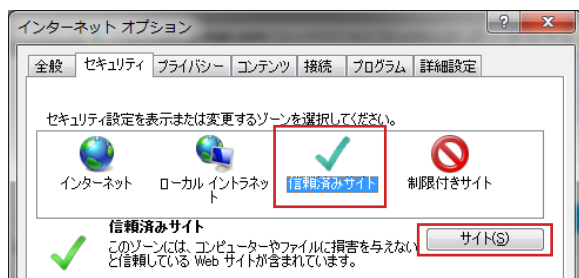 インターネット オプション
?
X
全般 セキュリティ プライバシー コンテンツ 接続 プログラム 詳細設定
セキュリティ設定を表示または変更するゾーンを選択してください。
インターネット
ローカル イントラネッ
ト
信頼済みサイト
制限付きサイト
信頼済みサイト
このゾーンには、コンピューターやファイルに損害を与えない
と信頼している Web サイトが含まれています。
サイト(S)